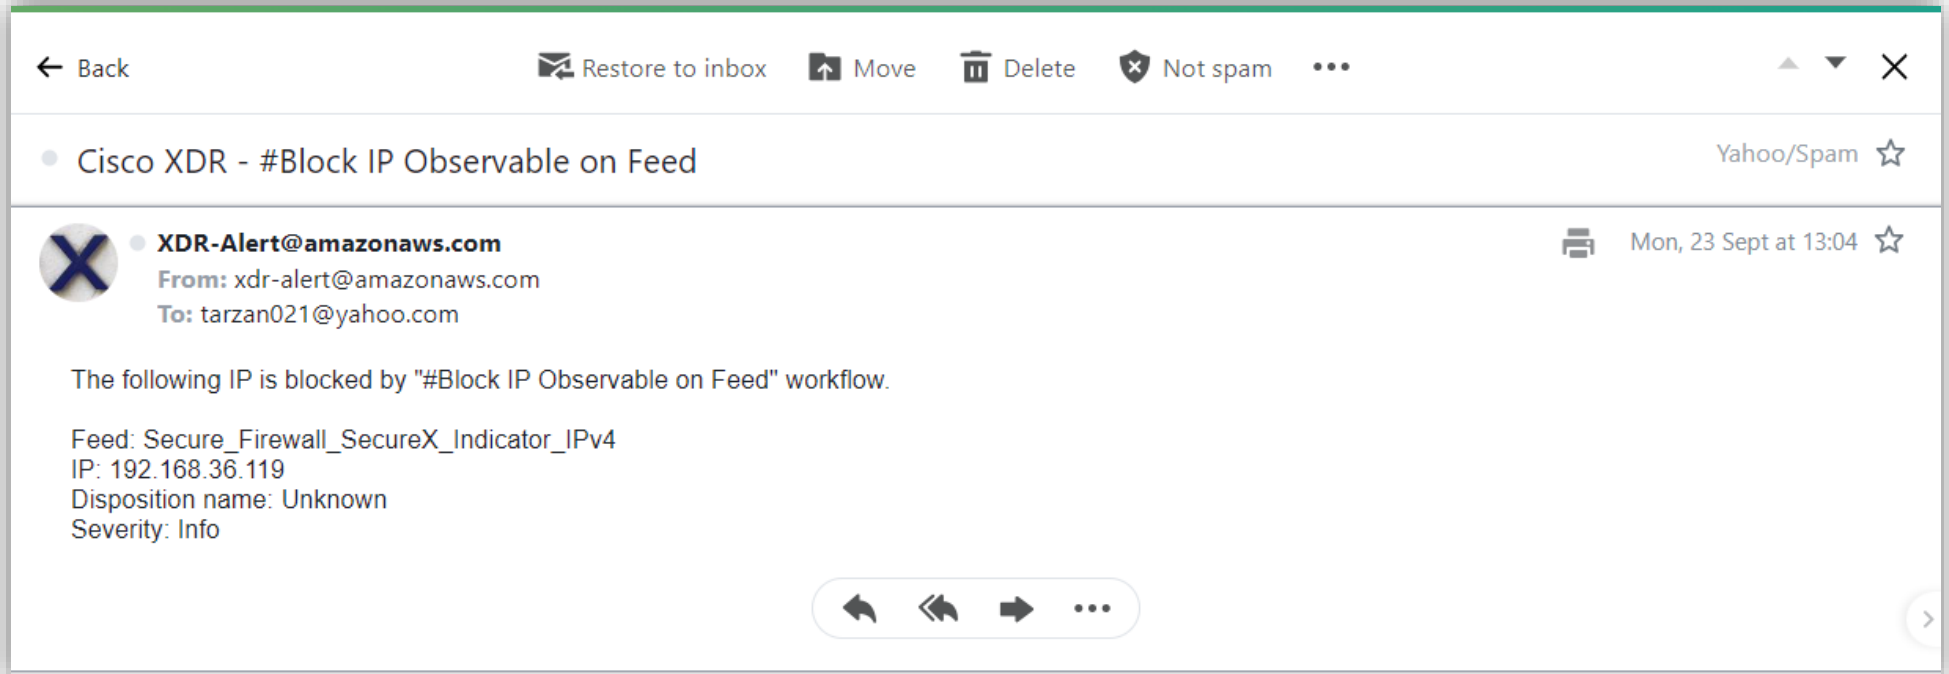 Back
Restore to inbox
Move
Delete
Not spam
Cisco XDR - #Block IP Observable on Feed
Yahoo/Spam
X
XDR-Alert@amazonaws.com
Mon, 23 Sept at 13:04
From: xdr-alert@amazonaws.com
To: tarzan021@yahoo.com
The following IP is blocked by "#Block IP Observable on Feed" workflow.
Feed: Secure_Firewall_SecureX_Indicator_IPv4
IP: 192.168.36.119
Disposition name: Unknown
Severity: Info